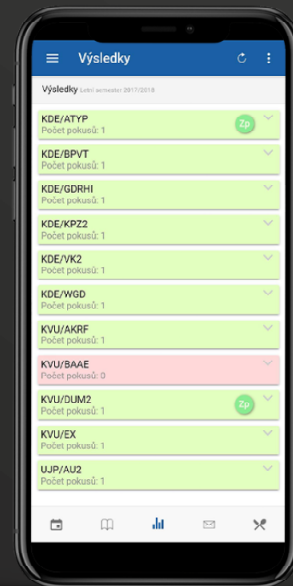 Výsledky
Výsledky Letní semester 2017/2018
KDE/ATYP
Zp
Počet pokusů: 1
KDE/BPVT
Počet pokusů: 1
KDE/GDRHI
Počet pokusů: 1
KDE/KPZ2
Počet pokusů: 1
KDE/VK2
Počet pokusů: 1
KDE/WGD
Počet pokusů: 1
KVU/AKRF
Počet pokusů: 1
KVU/BAAE
Počet pokusů: 0
KVU/DUM2
Zp
Počet pokusů: 1
KVU/EX
Počet pokusů: 1
UJP/AU2
Počet pokusů: 1